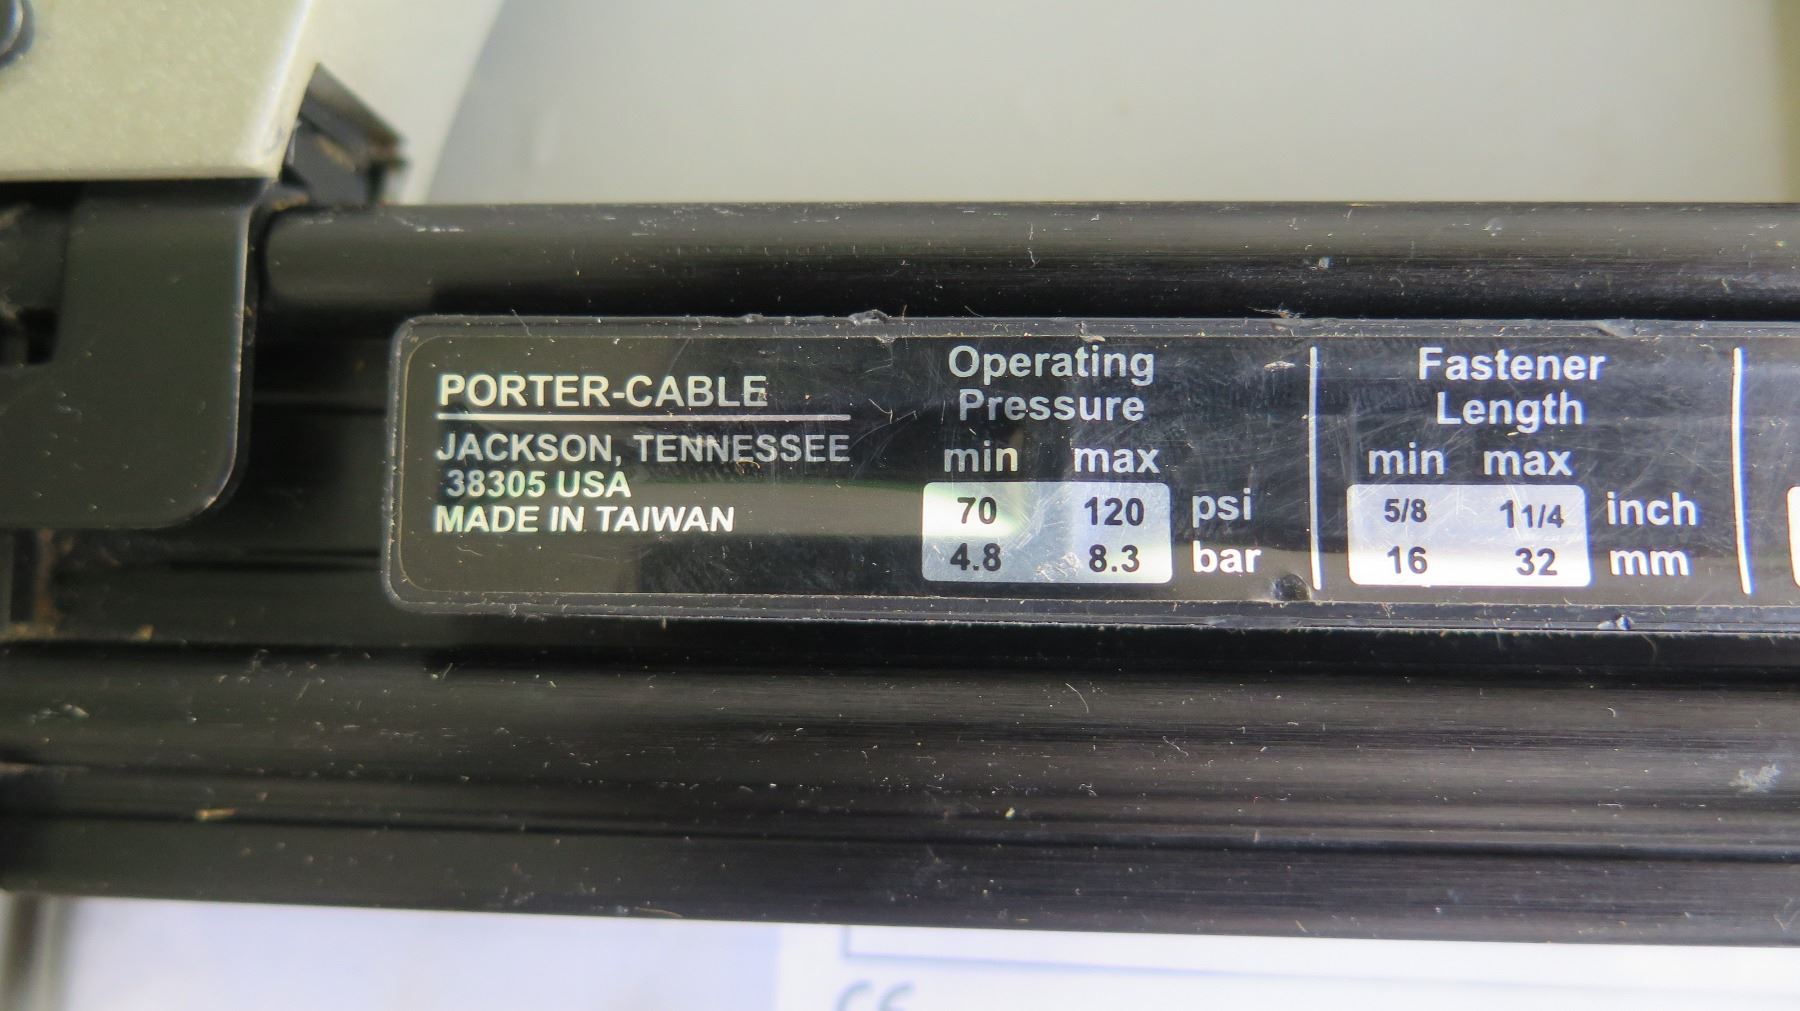 PORTER-CABLE
JACKSON, TENNESSEE
38305 USA
MADE IN TAIWAN
Operating
Pressure
min max
70 120 psi
4.8 8.3 bar
Fastener
Length
min max
5/8 1 1/4 inch
16 32 mm